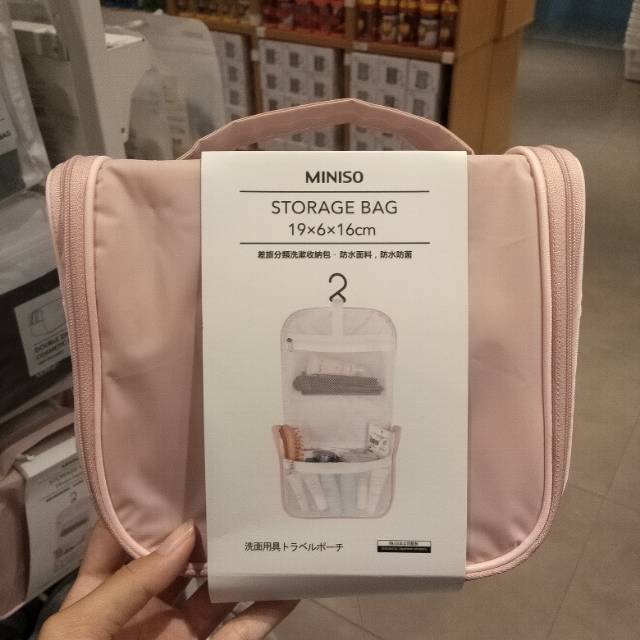 MINISO
STORAGE BAG
19×6×16cm
差旅分類洗漱收納包 · 防水面料，防水防菌
洗面用具トラベルポーチ
DOUBLE